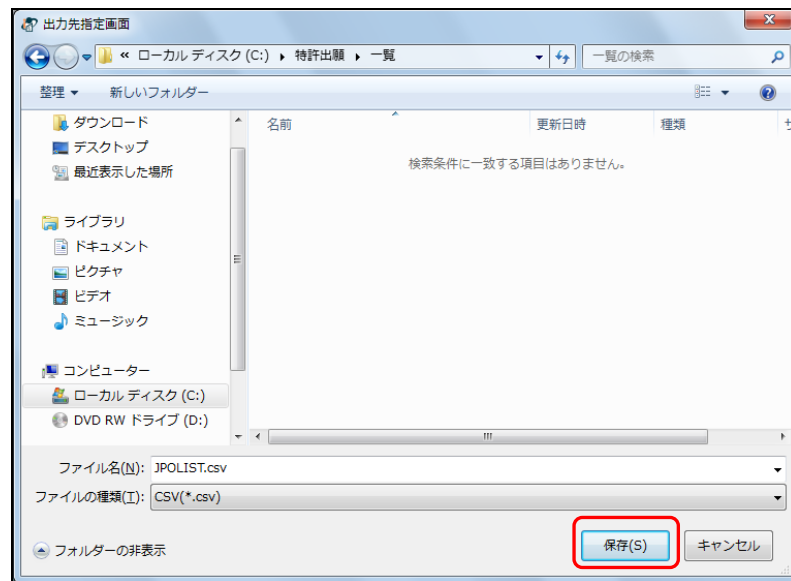 出力先指定画面
« ローカル ディスク (C:) ▸ 特許出願 ▸ 一覧
一覧の検索
整理 ▼ 新しいフォルダー
ダウンロード
デスクトップ
最近表示した場所
ライブラリ
ドキュメント
ピクチャ
ビデオ
ミュージック
コンピューター
ローカル ディスク (C:)
DVD RW ドライブ (D:)
名前 更新日時 種類
検索条件に一致する項目はありません。
ファイル名(N): JPOLIST.csv
ファイルの種類(T): CSV(*.csv)
フォルダーの非表示
保存(S) キャンセル